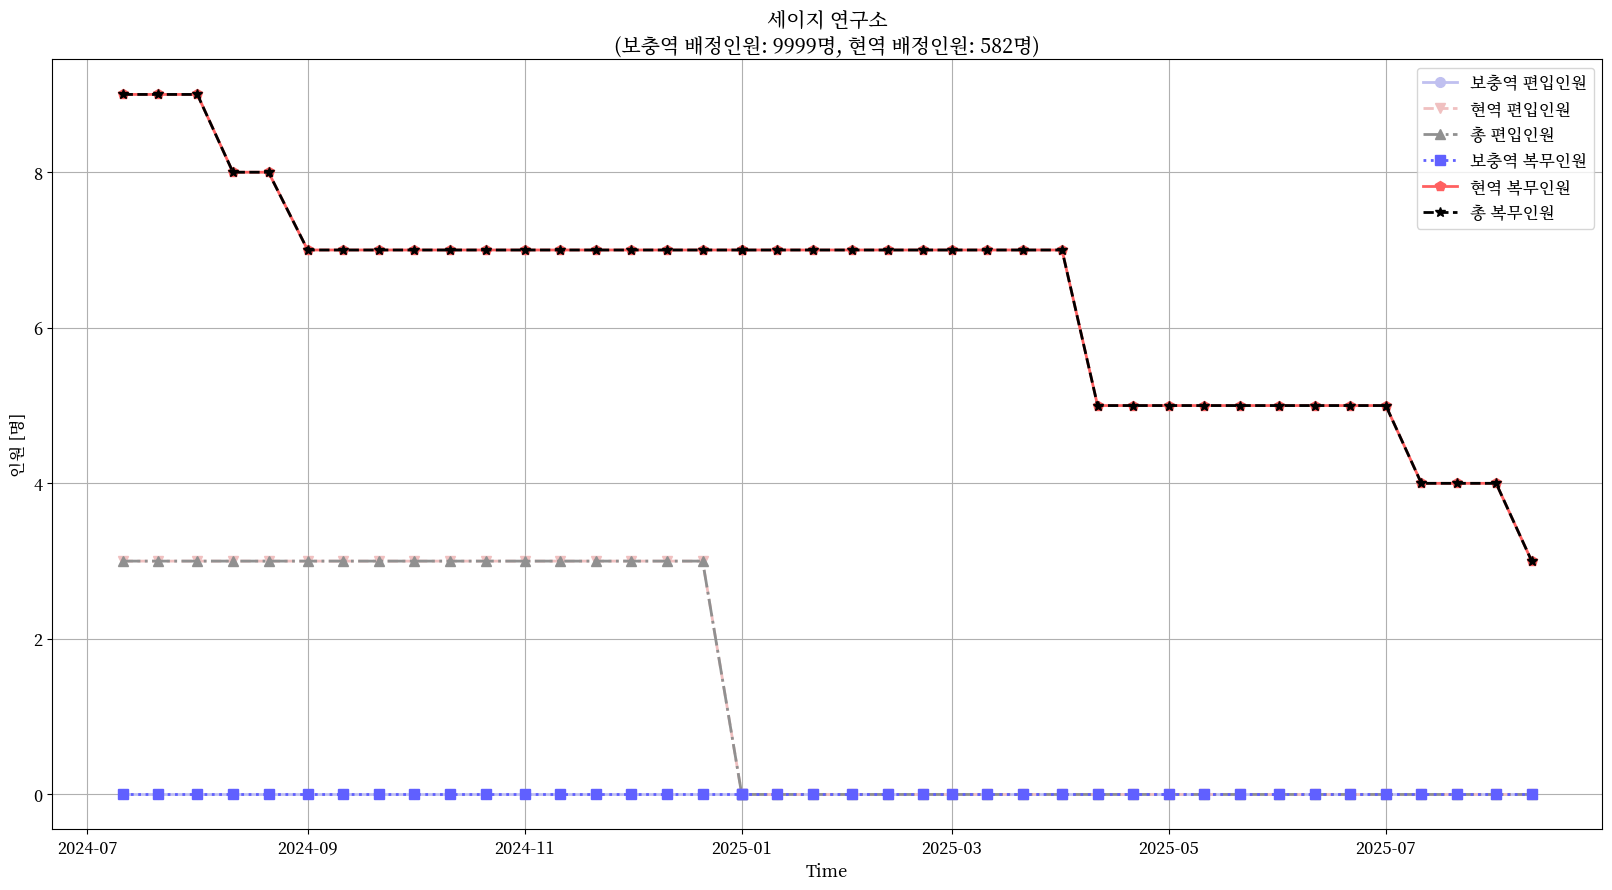 세이지 연구소
(보충역 배정인원: 9999명, 현역 배정인원: 582명)
보충역 편입인원
현역 편입인원
총 편입인원
보충역 복무인원
현역 복무인원
총 복무인원
인원 [명]
8
6
4
2
0
2024-07
2024-09
2024-11
2025-01
2025-03
2025-05
2025-07
Time